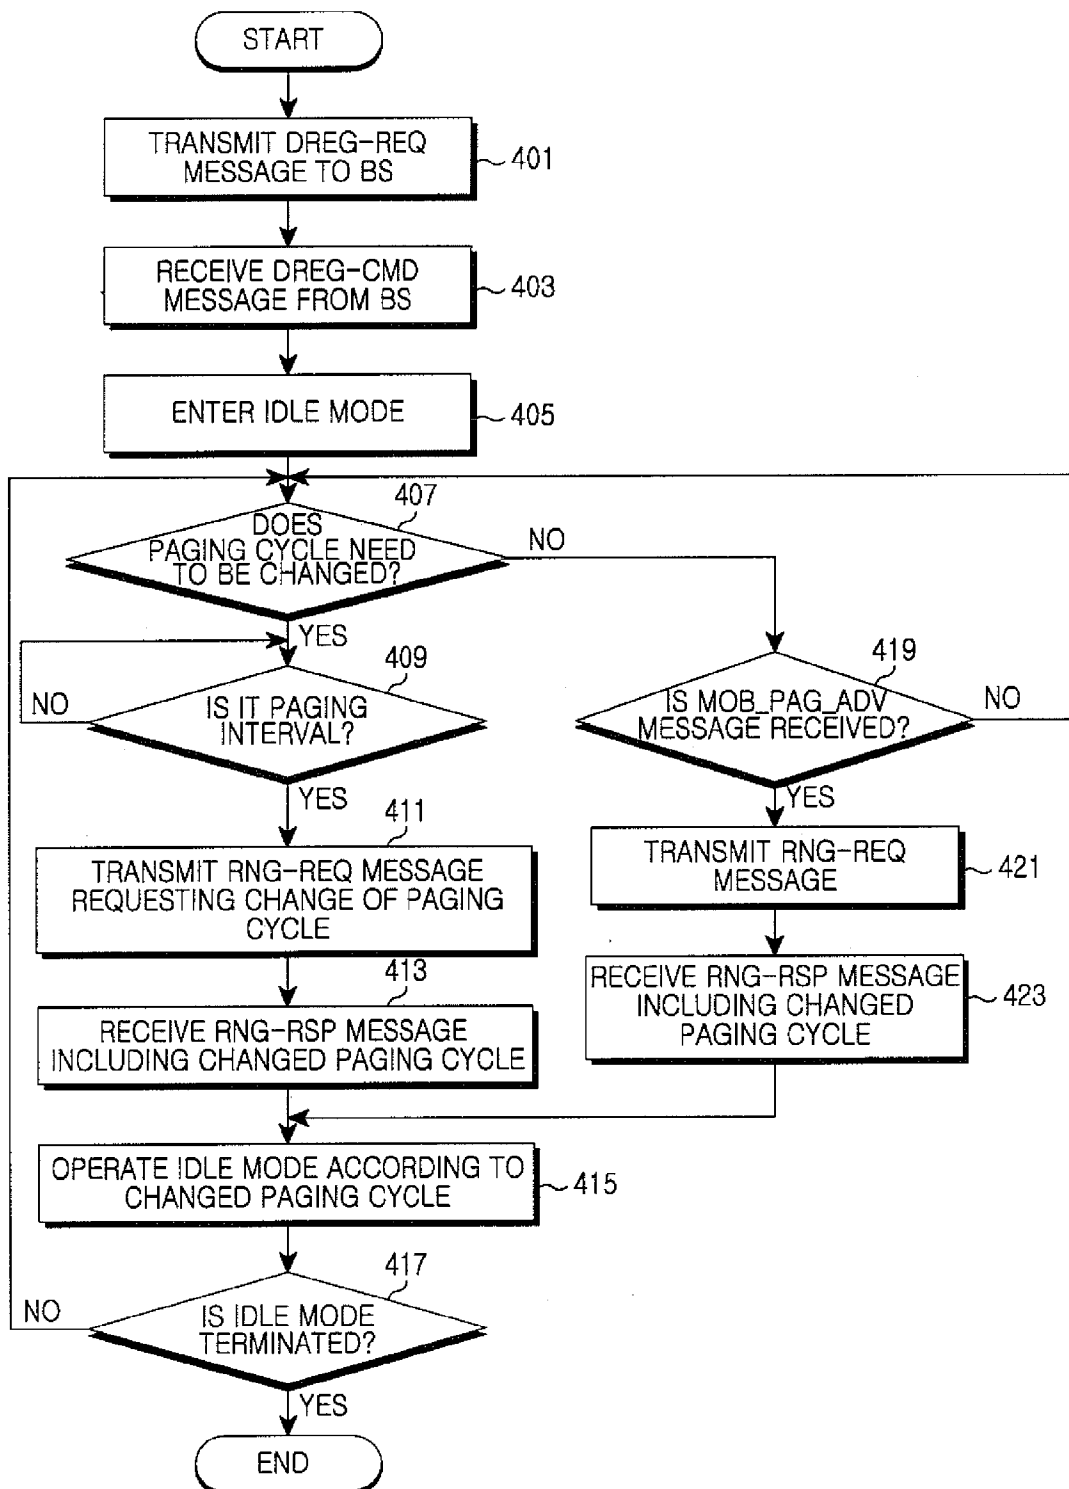 START
TRANSMIT DREG-REQ
MESSAGE TO BS
401
RECEIVE DREG-CMD
MESSAGE FROM BS
403
ENTER IDLE MODE
405
407
DOES
PAGING CYCLE NEED
TO BE CHANGED?
NO
YES
409
IS IT PAGING
INTERVAL?
NO
YES
419
IS MOB_PAG_ADV
MESSAGE RECEIVED?
NO
YES
411
TRANSMIT RNG-REQ MESSAGE
REQUESTING CHANGE OF PAGING
CYCLE
TRANSMIT RNG-REQ
MESSAGE
421
413
RECEIVE RNG-RSP MESSAGE
INCLUDING CHANGED PAGING CYCLE
RECEIVE RNG-RSP MESSAGE
INCLUDING CHANGED
PAGING CYCLE
423
OPERATE IDLE MODE ACCORDING TO
CHANGED PAGING CYCLE
415
417
IS IDLE MODE
TERMINATED?
NO
YES
END